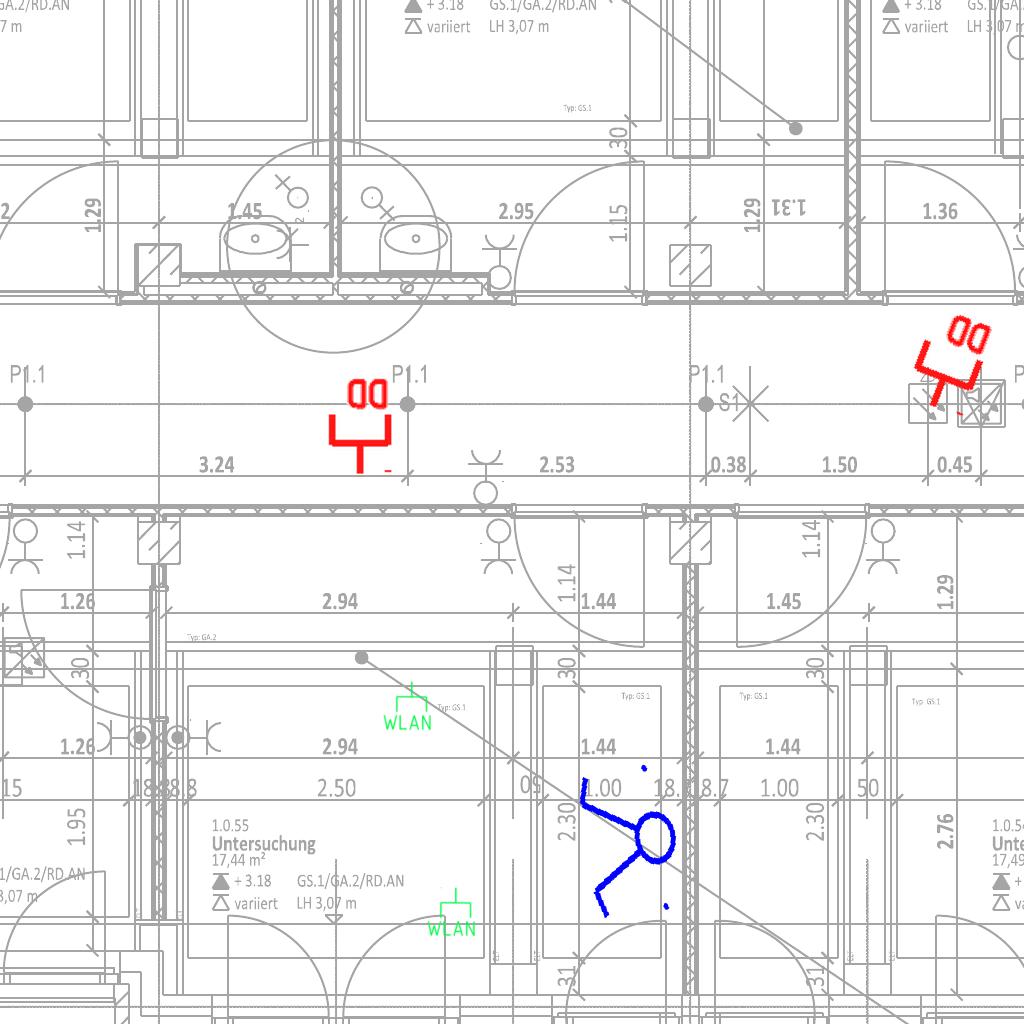 GA.2/RD.AN
+ 3.18 GS.1/GA.2/RD.AN
+ 3.18
07 m
variiert LH 3,07 m
variiert LH 3,07 m
Typ: GS.1
30
1.29
1.45
2.95
1.15
1.29
1.31
1.36
DD
DD
P1.1
P1.1
P1.1
S1
3.24
2.53
0.38
1.50
0.45
1.14
1.14
1.14
1.26
2.94
1.44
1.45
1.29
Typ: GA.2
30
30
30
Typ: GS.1
Typ: GS.1
Typ: GS.1
Typ: GS.1
WLAN
1.26
2.94
1.44
1.44
15
2.50
50
1.00
18.7
8.7
1.00
50
1.95
2.30
2.30
2.76
1.0.55
Untersuchung
17,44 m²
+ 3.18 GS.1/GA.2/RD.AN
variiert LH 3,07 m
1.0.5
Unte
17,49
S.1/GA.2/RD.AN
3,07 m
variie
WLAN
31
31